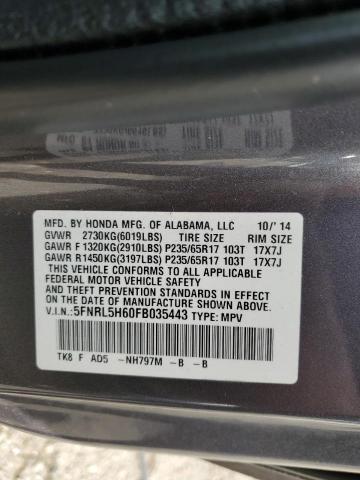 MFD. BY HONDA MFG. OF ALABAMA, LLC 10/'14
GVWR 2730KG(6019LBS) TIRE SIZE RIM SIZE
GAWR F 1320KG(2910LBS) P235/65R17 103T 17X7J
GAWR R1450KG(3197LBS) P235/65R17 103T 17X7J
THIS VEHICLE CONFORMS TO ALL APPLICABLE
FEDERAL MOTOR VEHICLE SAFETY
AND THEFT PREVENTION STANDARDS IN EFFECT
ON THE DATE OF MANUFACTURE SHOWN ABOVE.
V.I.N:5FNRL5H60FB035443 TYPE: MPV
TK8 F AD5 -NH797M -B -B